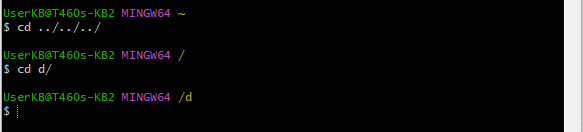 UserKB@T460s-KB2 MINGW64 ~
$ cd ../../../
UserKB@T460s-KB2 MINGW64 /
$ cd d/
UserKB@T460s-KB2 MINGW64 /d
$